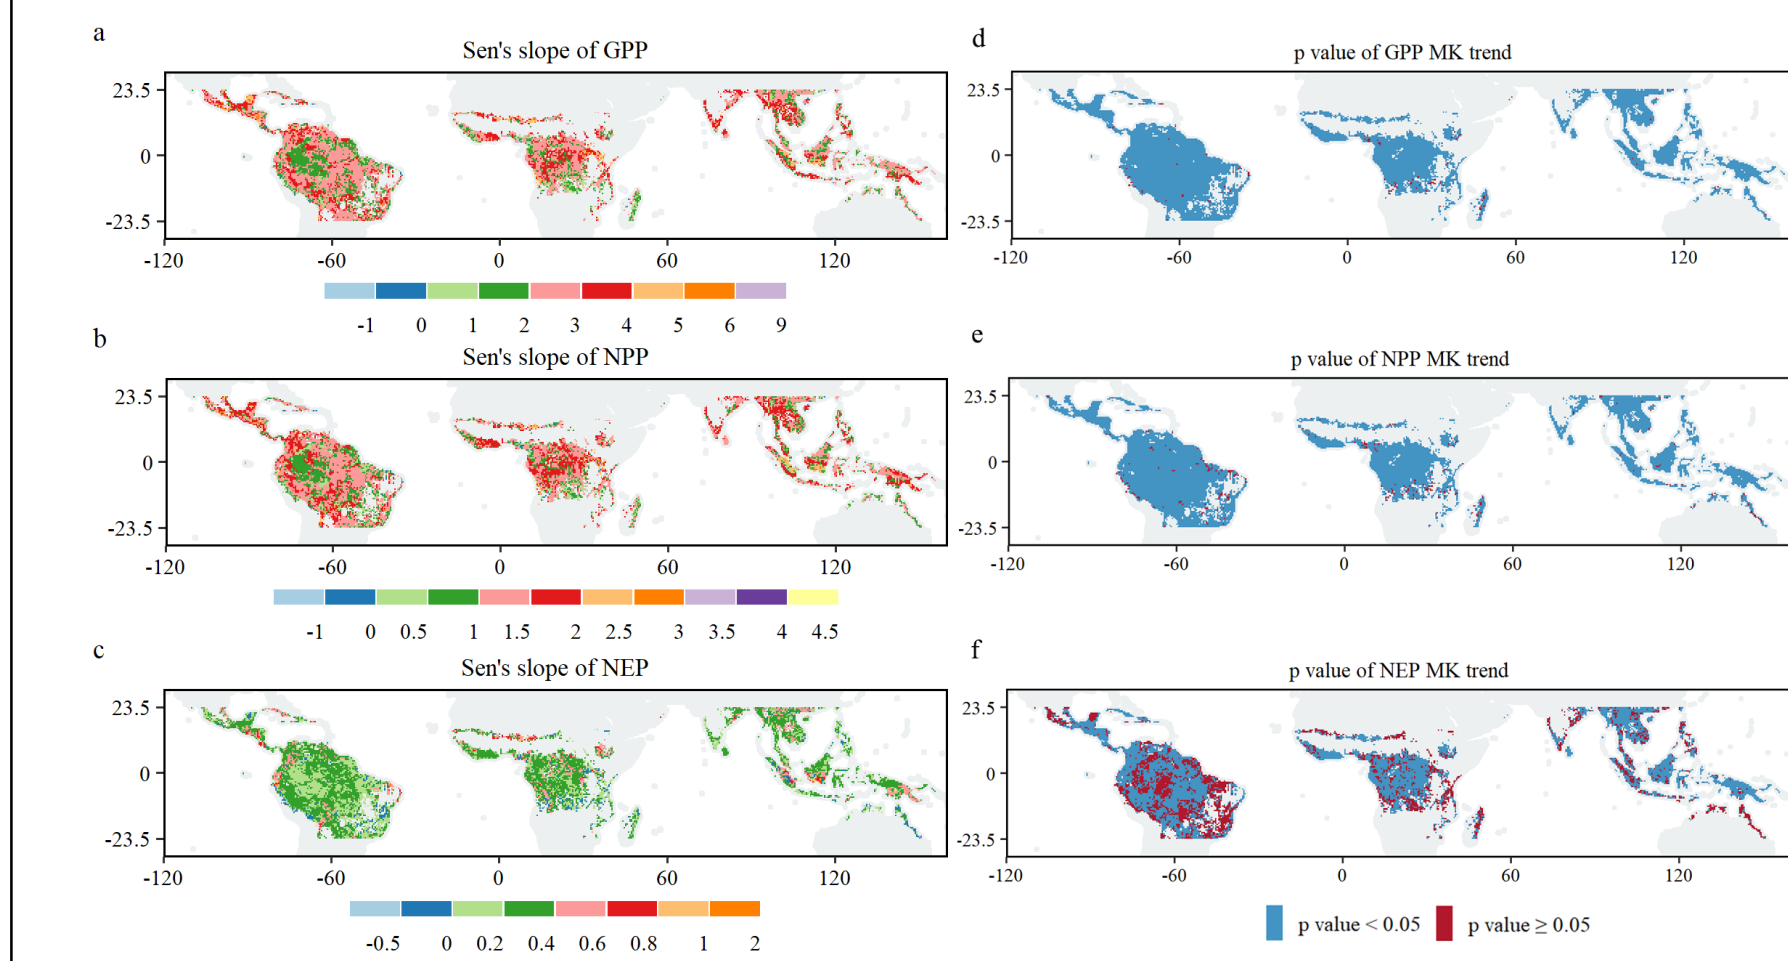 a
Sen's slope of GPP
23.5
0
-23.5
-120 -60 0 60 120
-1 0 1 2 3 4 5 6 9
d
p value of GPP MK trend
23.5
0
-23.5
-120 -60 0 60 120
b
Sen's slope of NPP
23.5
0
-23.5
-120 -60 0 60 120
-1 0 0.5 1 1.5 2 2.5 3 3.5 4 4.5
e
p value of NPP MK trend
23.5
0
-23.5
-120 -60 0 60 120
c
Sen's slope of NEP
23.5
0
-23.5
-120 -60 0 60 120
-0.5 0 0.2 0.4 0.6 0.8 1 2
f
p value of NEP MK trend
23.5
0
-23.5
-120 -60 0 60 120
p value < 0.05 p value ≥ 0.05